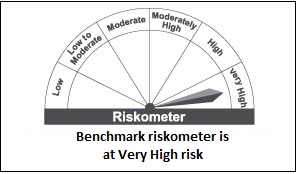 Low
Low to
Moderate
Moderate
Moderately
High
High
very High
Riskometer
Benchmark riskometer is
at Very High risk